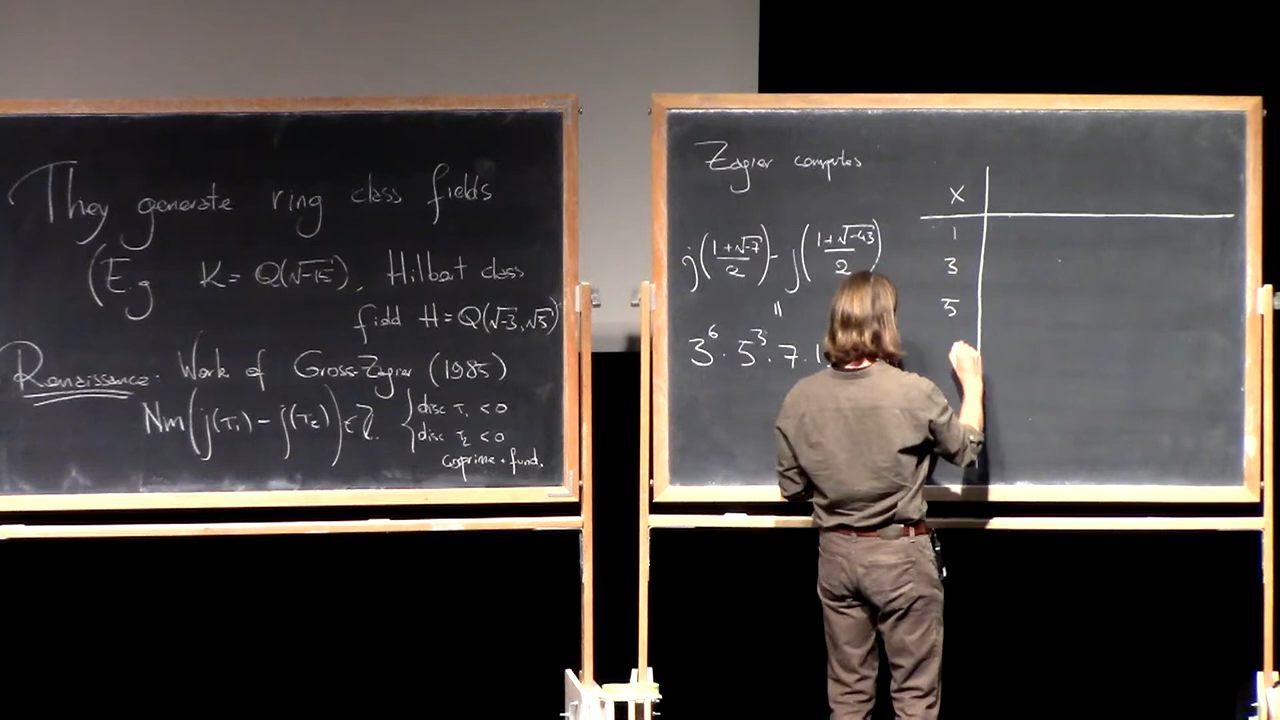 They generate ring class fields
(E.g K = Q(√-15), Hilbert class
field H = Q(√-3, √5)
Renaissance: Work of Gross-Zagier (1985)
Nm(j(τ₁) - j(τ₂)) ∈ ℤ. { disc τ₁ < 0
disc τ₂ < 0
coprime + fund.
Zagier computes
j((1+√-7)/2) - j((1+√-43)/2)
=
3⁶ · 5³ · 7 ·
x
1
3
5